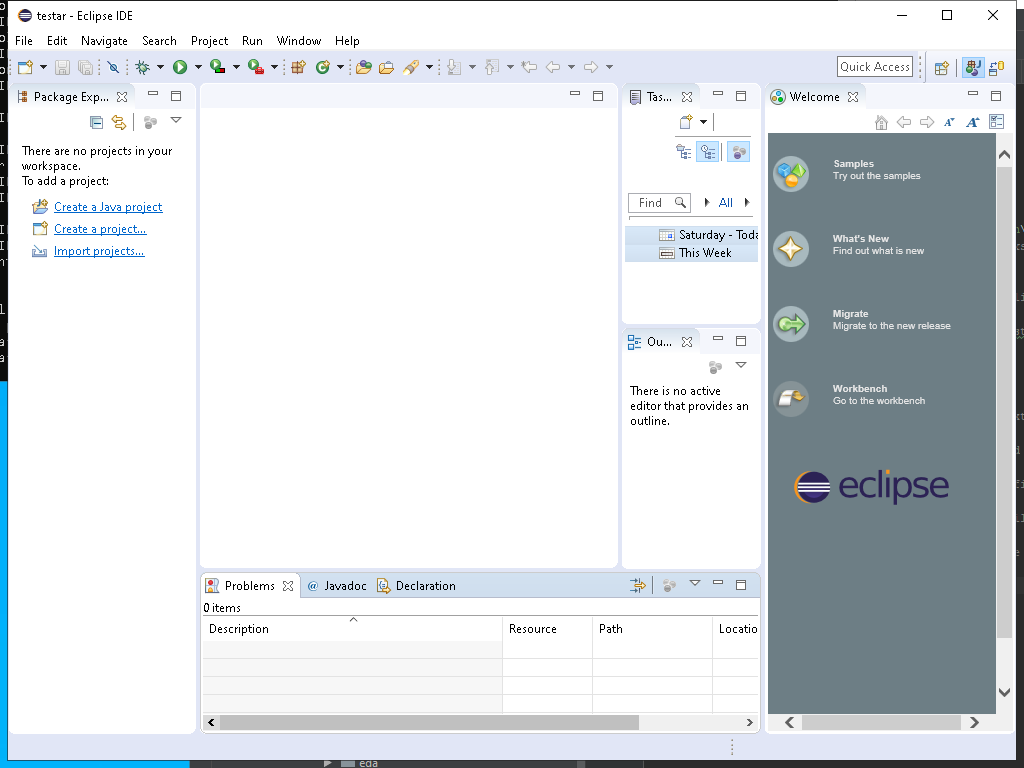 testar - Eclipse IDE
File Edit Navigate Search Project Run Window Help
Quick Access
Package Exp...
There are no projects in your
workspace.
To add a project:
Create a Java project
Create a project...
Import projects...
Tas...
Find
All
Saturday - Toda
This Week
Ou...
There is no active
editor that provides an
outline.
Welcome
Samples
Try out the samples
What's New
Find out what is new
Migrate
Migrate to the new release
Workbench
Go to the workbench
eclipse
Problems @ Javadoc Declaration
0 items
Description Resource Path Locatio
eda